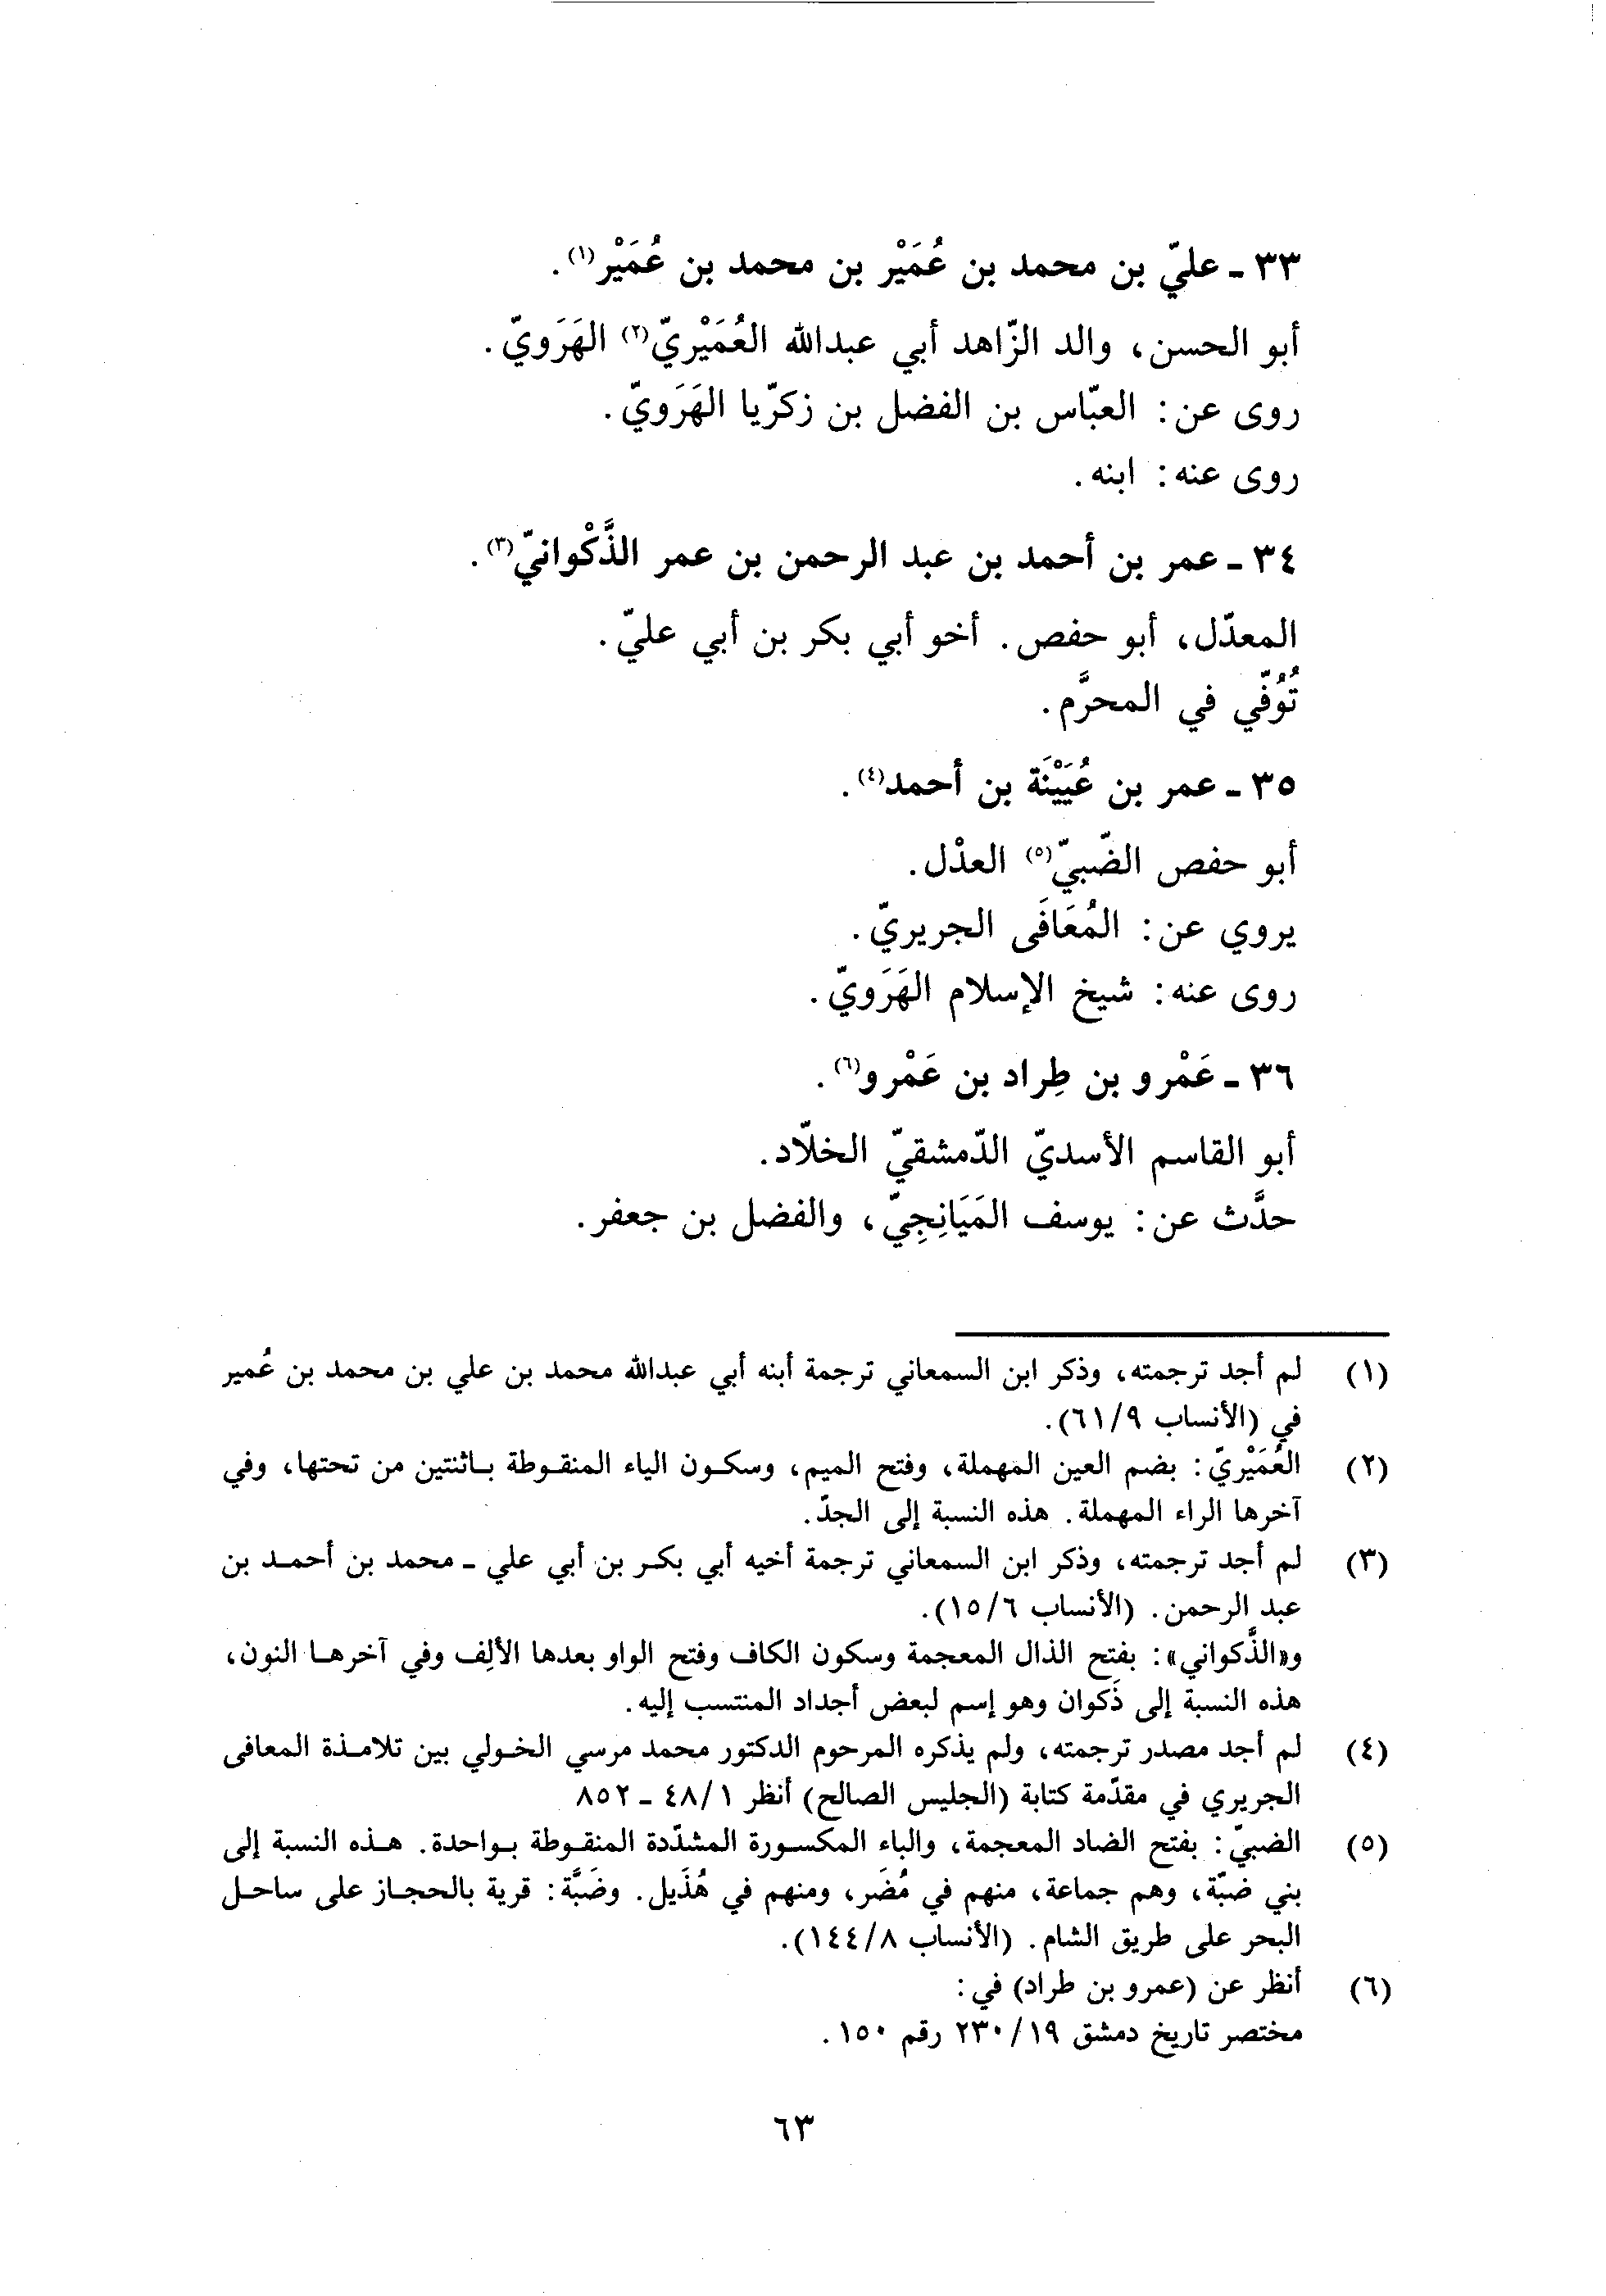 ٣٣ ـ عليّ بن محمد بن عُمَيْر بن محمد بن عُمَيْر(١).
أبو الحسن، والد الزّاهد أبي عبدالله العُمَيْريّ(٢) الهَرَويّ.
روى عن: العبّاس بن الفضل بن زكرّيا الهَرَويّ.
روى عنه: ابنه.
٣٤ ـ عمر بن أحمد بن عبد الرحمن بن عمر الذَّكْوانيّ(٣).
المعدّل، أبو حفص. أخو أبي بكر بن أبي عليّ.
تُوُفّي في المحرَّم.
٣٥ ـ عمر بن عُيَيْنَة بن أحمد(٤).
أبو حفص الضّبيّ(٥) العدْل.
يروي عن: المُعَافَى الجريريّ.
روى عنه: شيخ الإسلام الهَرَويّ.
٣٦ ـ عَمْرو بن طِراد بن عَمْرو(٦).
أبو القاسم الأسديّ الدّمشقيّ الخلّاد.
حدَّث عن: يوسف المَيَانِجِيّ، والفضل بن جعفر.
(١) لم أجد ترجمته، وذكر ابن السمعاني ترجمة أبنه أبي عبدالله محمد بن علي بن محمد بن عُمير
في (الأنساب ٦١/٩).
(٢) العُمَيْريّ: بضم العين المهملة، وفتح الميم، وسكون الياء المنقوطة باثنتين من تحتها، وفي
آخرها الراء المهملة. هذه النسبة إلى الجدّ.
(٣) لم أجد ترجمته، وذكر ابن السمعاني ترجمة أخيه أبي بكر بن أبي علي ـ محمد بن أحمد بن
عبد الرحمن. (الأنساب ١٥/٦).
و«الذَّكواني»: بفتح الذال المعجمة وسكون الكاف وفتح الواو بعدها الألِف وفي آخرها النون،
هذه النسبة إلى ذَكوان وهو إسم لبعض أجداد المنتسب إليه.
(٤) لم أجد مصدر ترجمته، ولم يذكره المرحوم الدكتور محمد مرسي الخولي بين تلامذة المعافى
الجريري في مقدّمة كتابة (الجليس الصالح) أنظر ٤٨/١ ـ ٨٥٢
(٥) الضبيّ: بفتح الضاد المعجمة، والباء المكسورة المشدّدة المنقوطة بواحدة. هذه النسبة إلى
بني ضبّة، وهم جماعة، منهم في مُضَر، ومنهم في هُذَيل. وضَبَّة: قرية بالحجاز على ساحل
البحر على طريق الشام. (الأنساب ١٤٤/٨).
(٦) أنظر عن (عمرو بن طراد) في:
مختصر تاريخ دمشق ٢٣٠/١٩ رقم ١٥٠.
٦٣